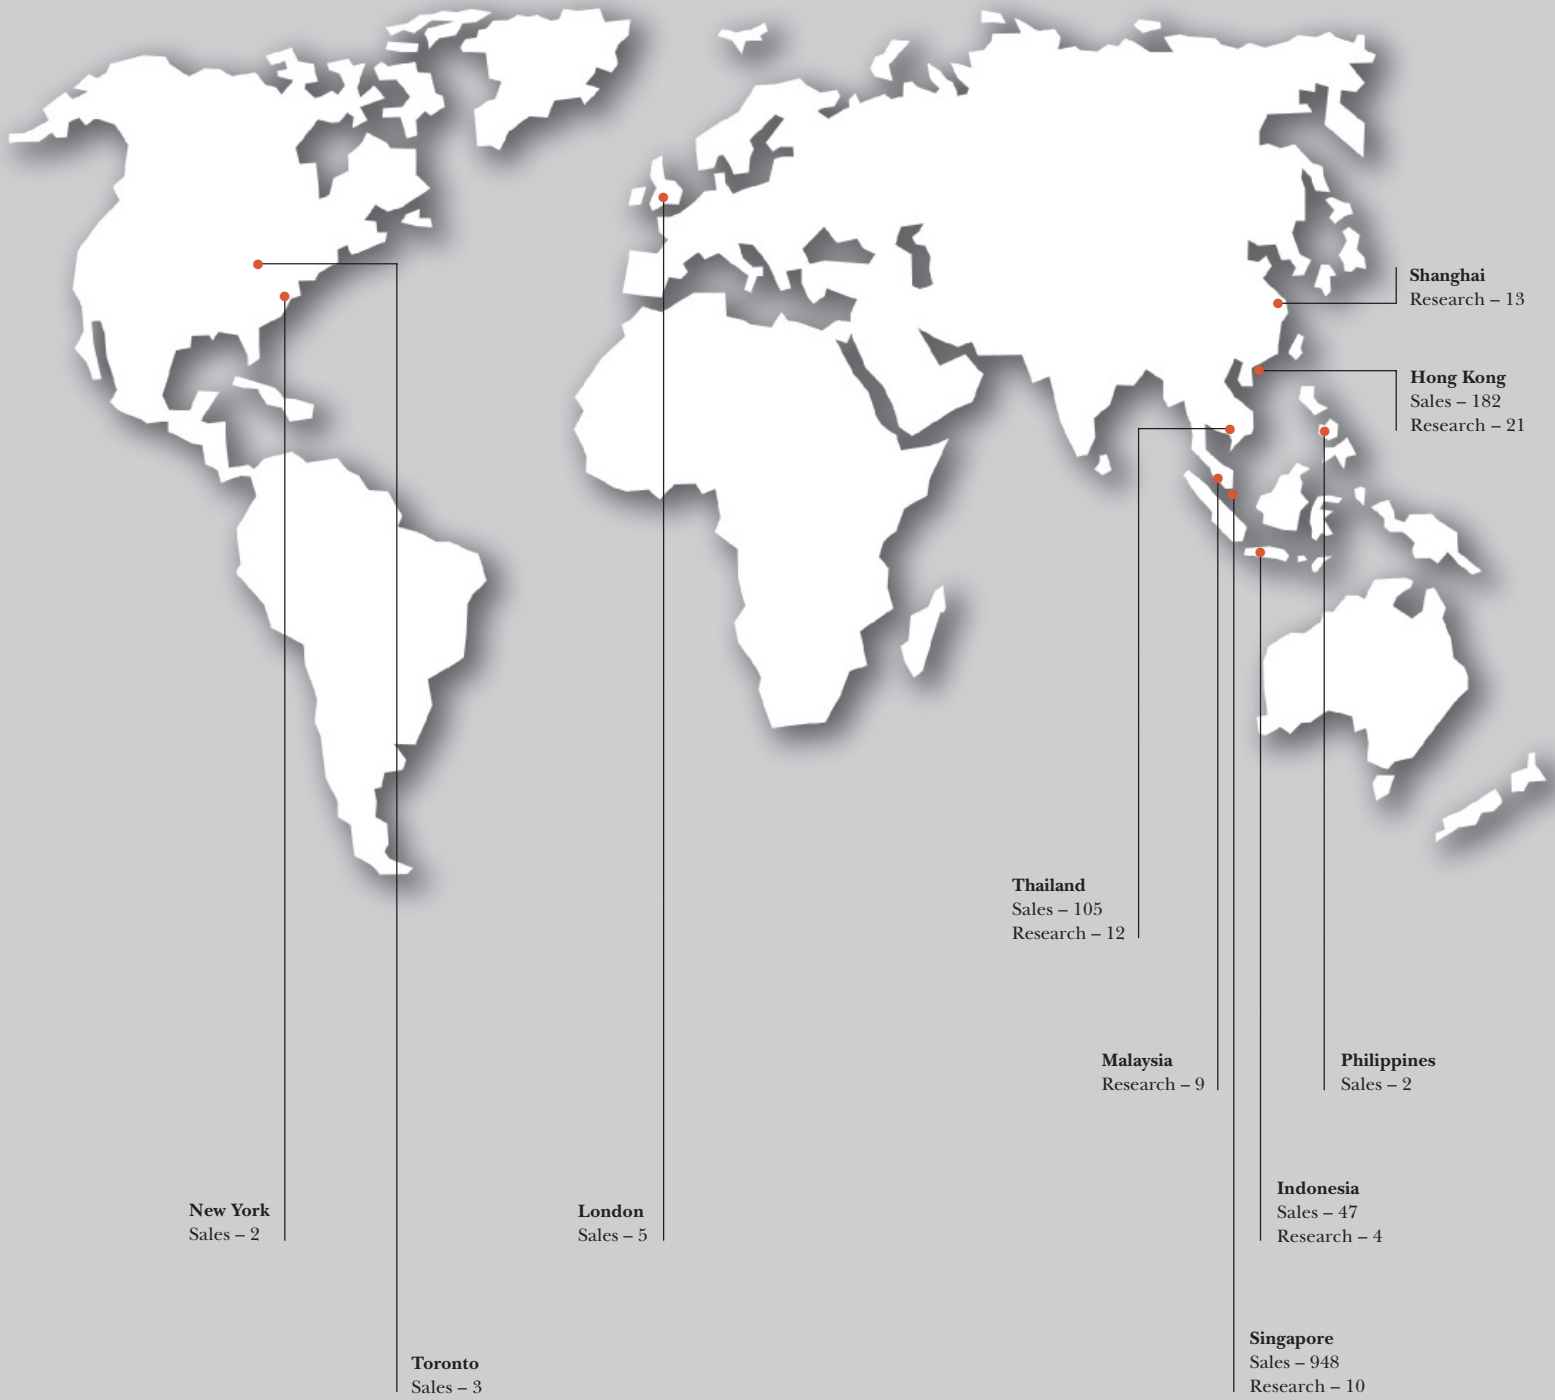 Shanghai
Research – 13
Hong Kong
Sales – 182
Research – 21
Thailand
Sales – 105
Research – 12
Malaysia
Research – 9
Philippines
Sales – 2
New York
Sales – 2
London
Sales – 5
Indonesia
Sales – 47
Research – 4
Toronto
Sales – 3
Singapore
Sales – 948
Research – 10